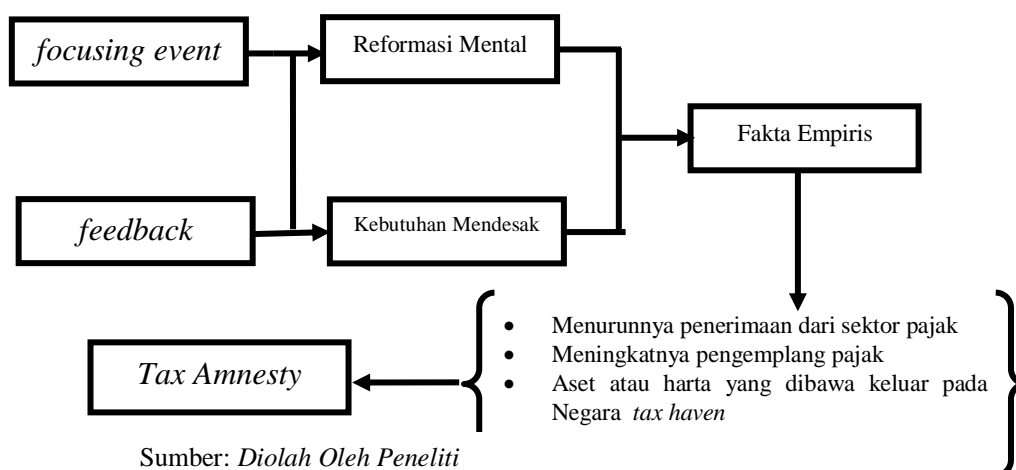 focusing event
Reformasi Mental
Fakta Empiris
feedback
Kebutuhan Mendesak
• Menurunnya penerimaan dari sektor pajak
• Meningkatnya pengemplang pajak
• Aset atau harta yang dibawa keluar pada
Negara tax haven
Tax Amnesty
Sumber: Diolah Oleh Peneliti